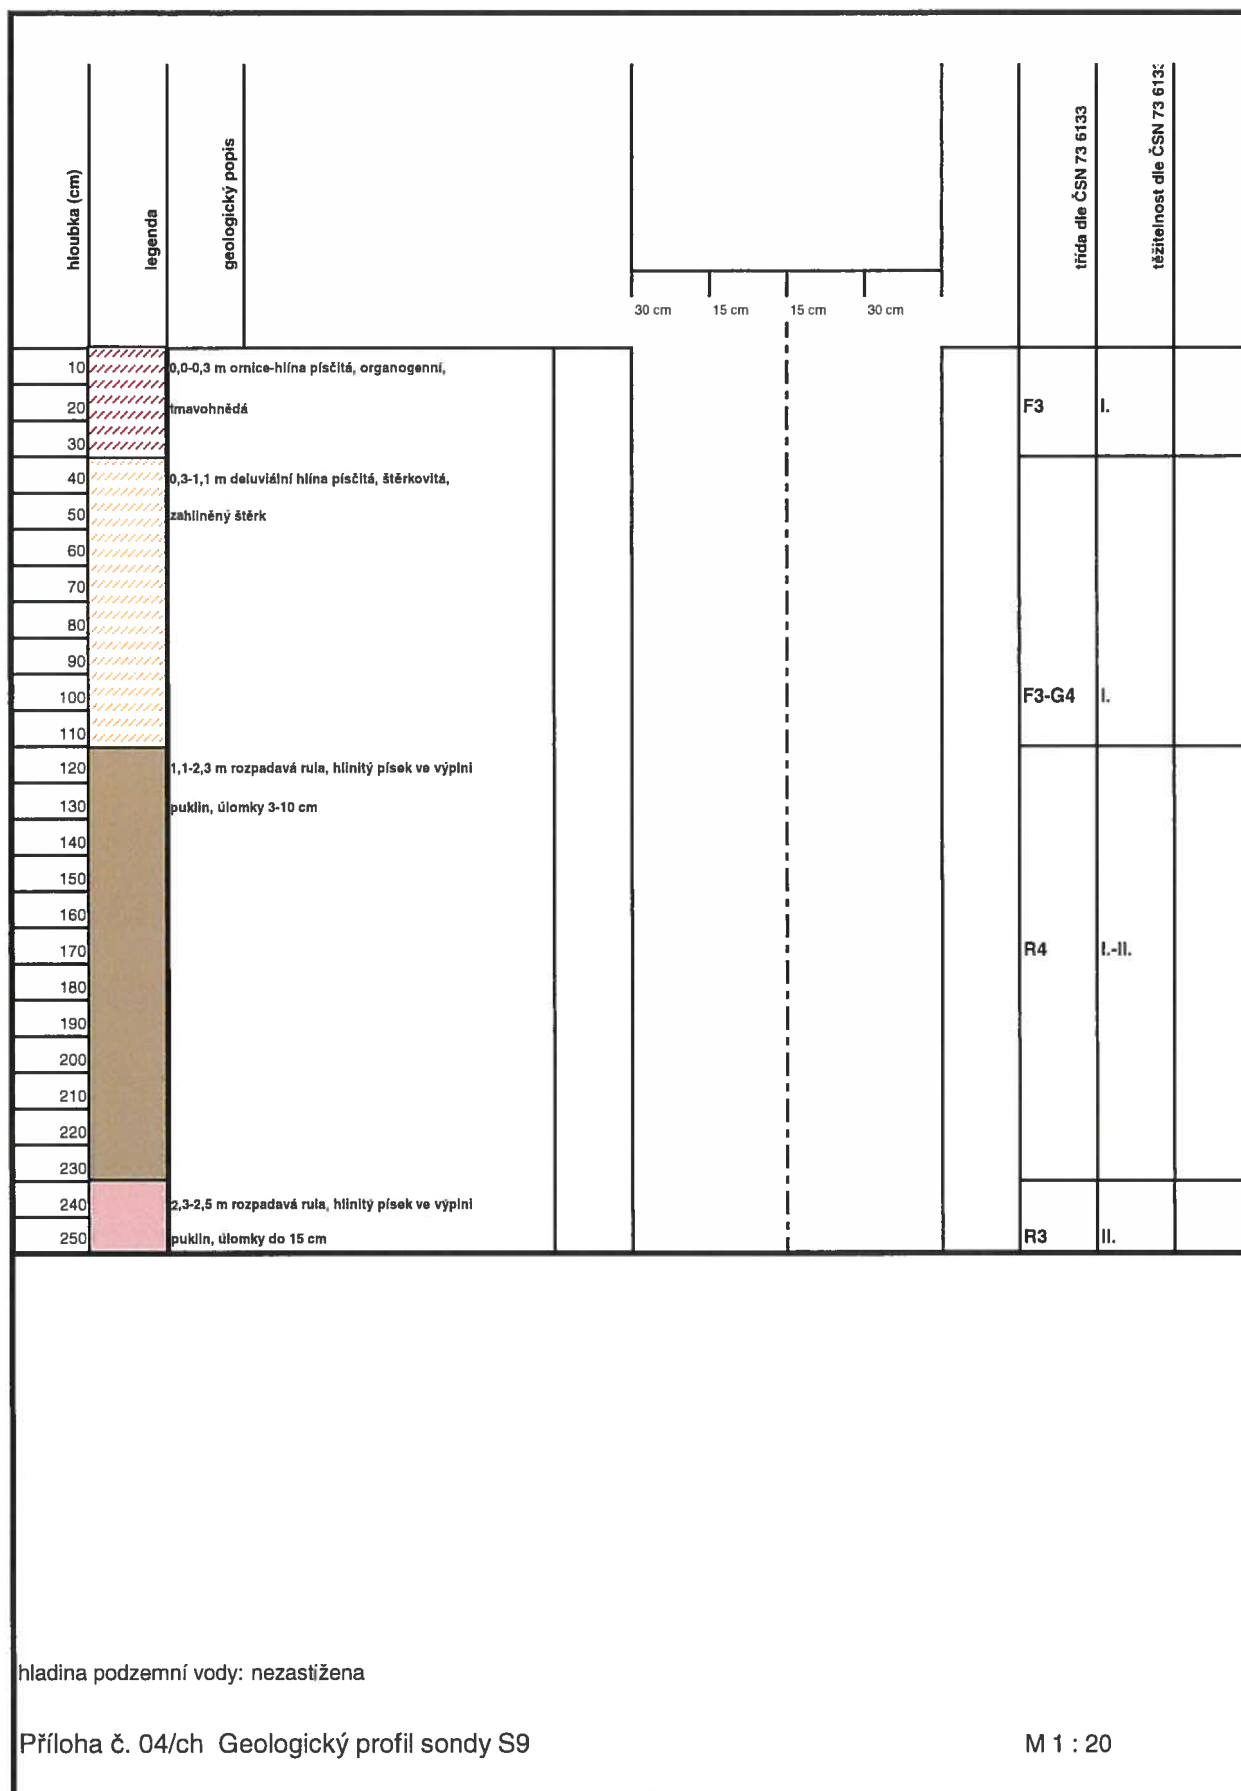 hloubka (cm)
legenda
geologický popis
třída dle ČSN 73 6133
těžitelnost dle ČSN 73 613
30 cm 15 cm 15 cm 30 cm
10 0,0-0,3 m ornice-hlína písčitá, organogenní,
20 tmavohnědá F3 I.
30
40 0,3-1,1 m deluviální hlína písčitá, štěrkovitá,
50 zahliněný štěrk
60
70
80
90
100 F3-G4 I.
110
120 1,1-2,3 m rozpadavá rula, hlinitý písek ve výplni
130 puklin, úlomky 3-10 cm
140
150
160
170 R4 I.-II.
180
190
200
210
220
230
240 2,3-2,5 m rozpadavá rula, hlinitý písek ve výplni
250 puklin, úlomky do 15 cm R3 II.
hladina podzemní vody: nezastižena
Příloha č. 04/ch Geologický profil sondy S9 M 1 : 20